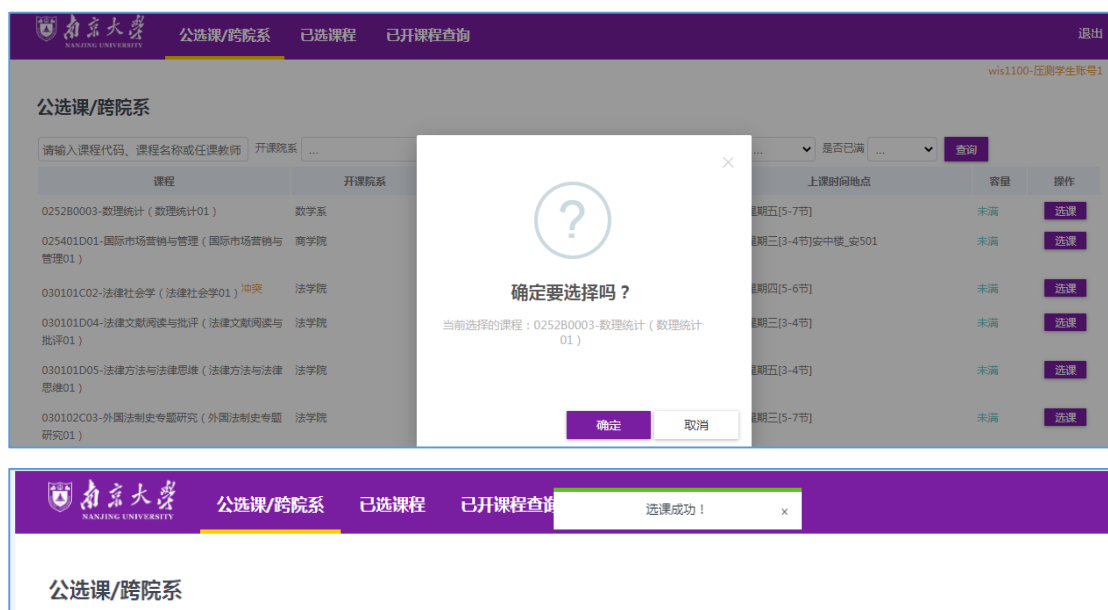 南京大学 公选课/跨院系 已选课程 已开课程查询 退出
NANJING UNIVERSITY
wis1100-压测学生账号1
公选课/跨院系
请输入课程代码、课程名称或任课教师 开课院系 ... ... 是否已满 ... 查询
课程 开课院系 上课时间地点 容量 操作
0252B0003-数理统计(数理统计01) 数学系 星期五[5-7节] 未满 选课
025401D01-国际市场营销与管理(国际市场营销与管理01) 商学院 星期三[3-4节]安中楼_安501 未满 选课
030101C02-法律社会学(法律社会学01)冲突 法学院 星期四[5-6节] 未满 选课
030101D04-法律文献阅读与批评(法律文献阅读与批评01) 法学院 星期三[3-4节] 未满 选课
030101D05-法律方法与法律思维(法律方法与法律思维01) 法学院 星期五[3-4节] 未满 选课
030102C03-外国法制史专题研究(外国法制史专题研究01) 法学院 星期三[5-7节] 未满 选课
×
?
确定要选择吗?
当前选择的课程:0252B0003-数理统计(数理统计
01)
确定 取消
南京大学 公选课/跨院系 已选课程 已开课程查询 选课成功! x
NANJING UNIVERSITY
公选课/跨院系